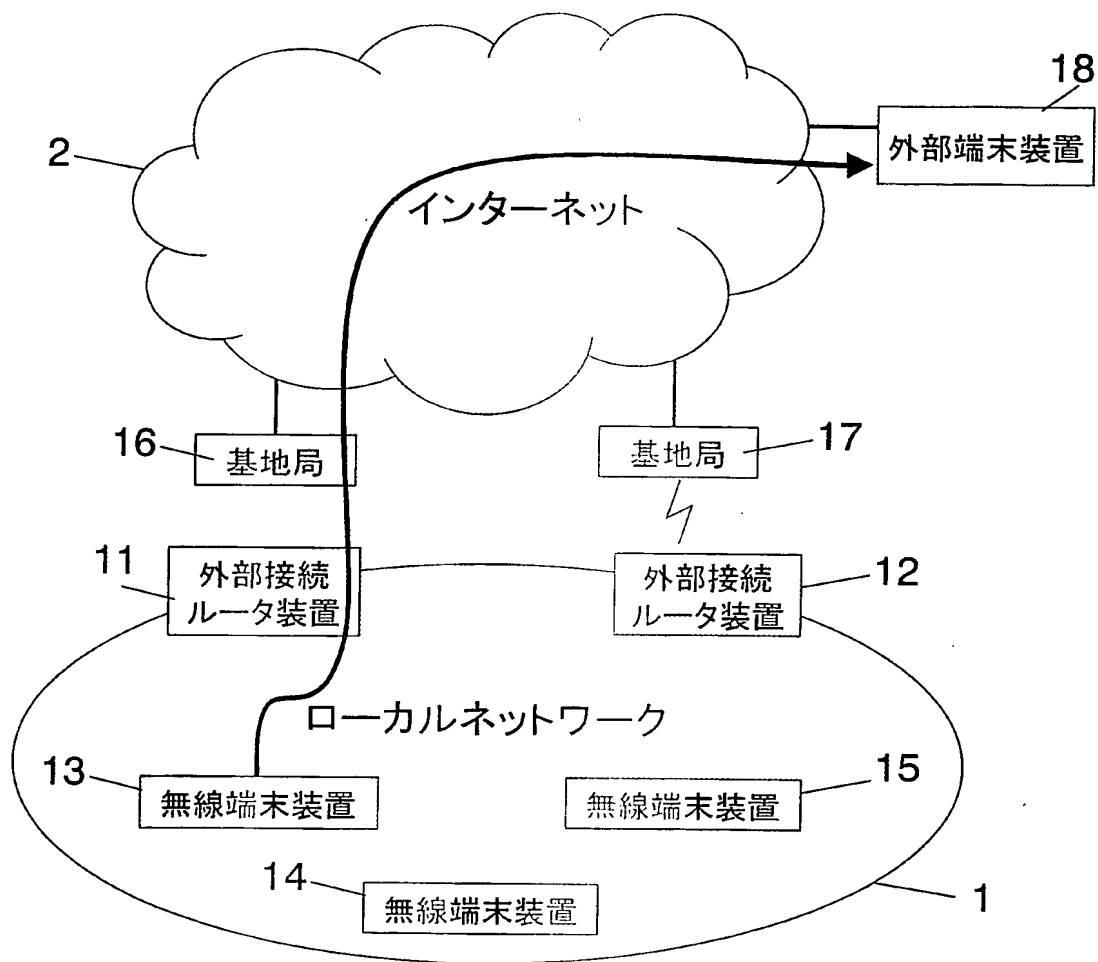 18
外部端末装置
2
インターネット
16
基地局
17
基地局
11
外部接続
ルータ装置
12
外部接続
ルータ装置
ローカルネットワーク
13
無線端末装置
15
無線端末装置
14
無線端末装置
1